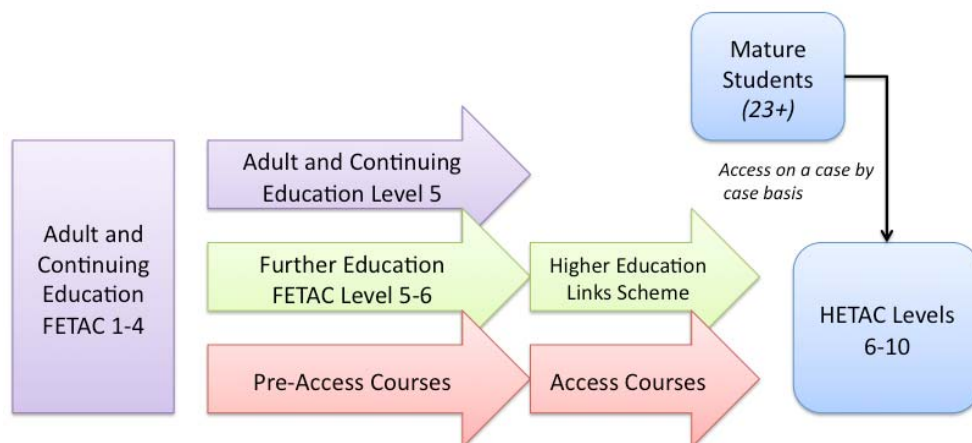 Mature
Students
(23+)
Access on a case by
case basis
Adult and
Continuing
Education
FETAC 1-4
Adult and Continuing
Education Level 5
Further Education
FETAC Level 5-6
Higher Education
Links Scheme
Pre-Access Courses
Access Courses
HETAC Levels
6-10